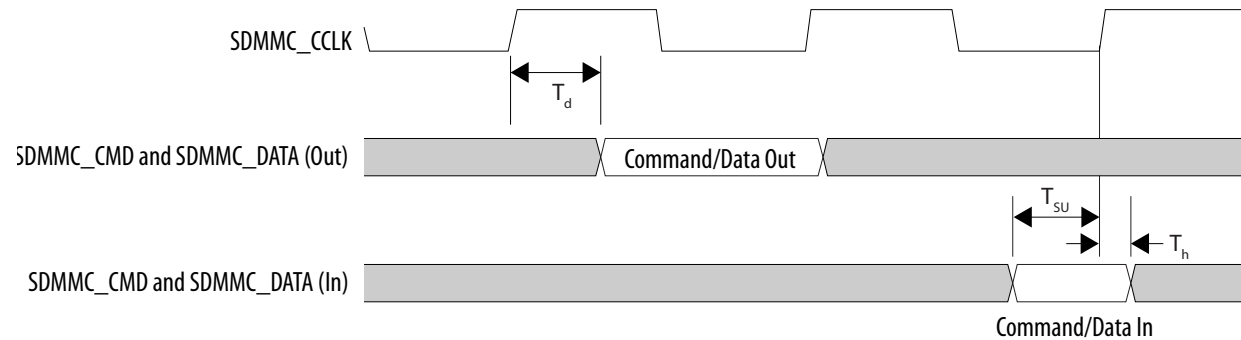 SDMMC_CCLK
T_d
SDMMC_CMD and SDMMC_DATA (Out)
Command/Data Out
T_SU
T_h
SDMMC_CMD and SDMMC_DATA (In)
Command/Data In